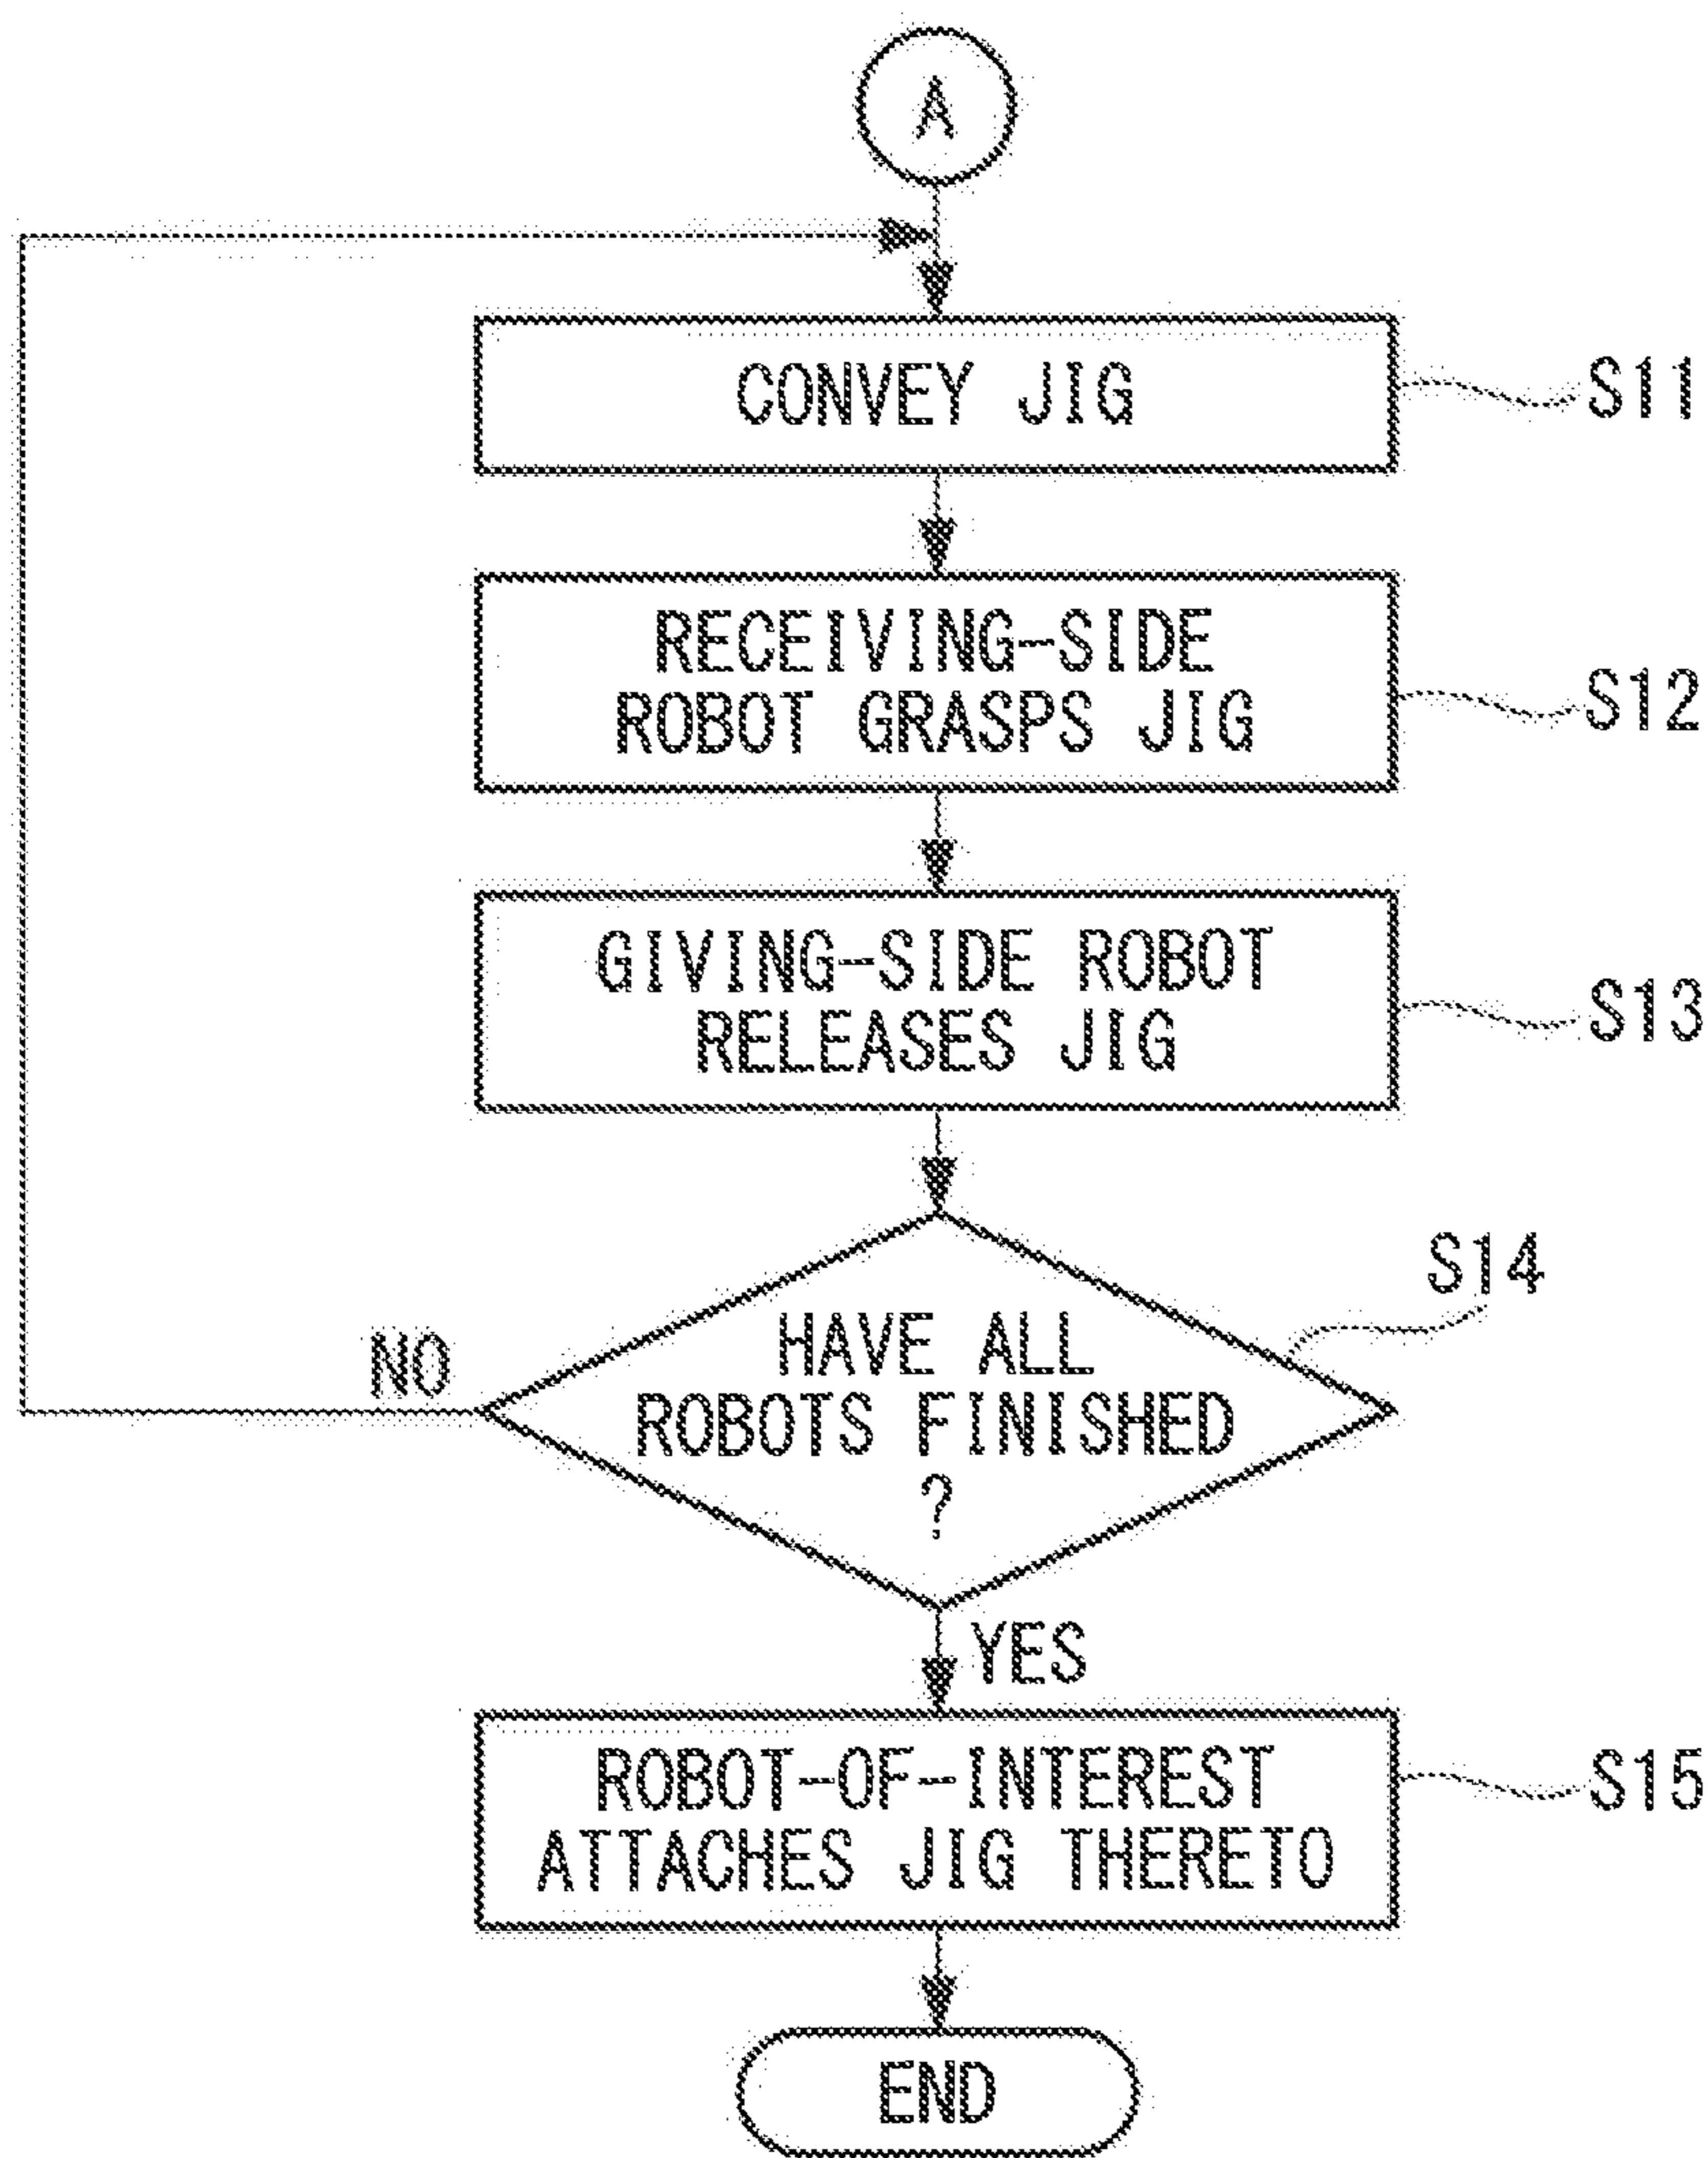 A
CONVEY JIG
S11
RECEIVING-SIDE
ROBOT GRASPS JIG
S12
GIVING-SIDE ROBOT
RELEASES JIG
S13
S14
HAVE ALL
ROBOTS FINISHED
?
NO
YES
ROBOT-OF-INTEREST
ATTACHES JIG THERETO
S15
END